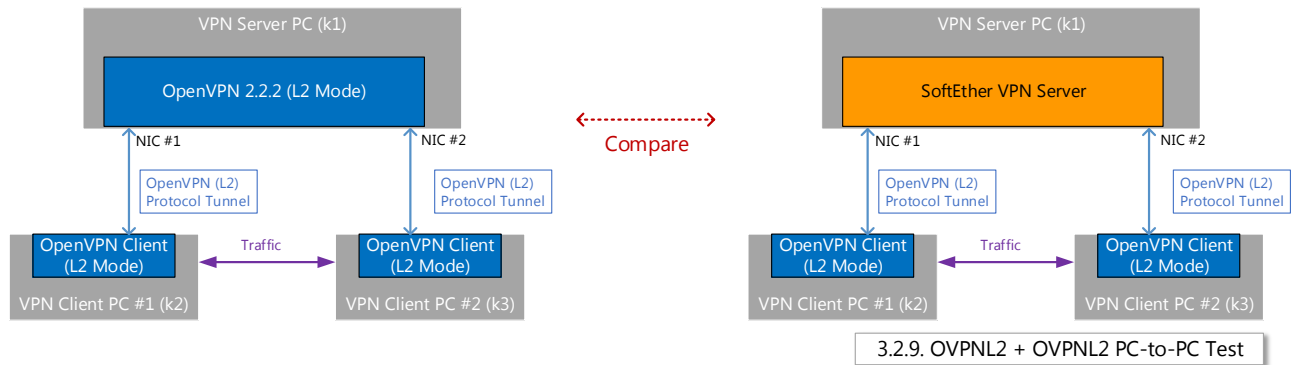 VPN Server PC (k1)
OpenVPN 2.2.2 (L2 Mode)
NIC #1
NIC #2
OpenVPN (L2)
Protocol Tunnel
OpenVPN (L2)
Protocol Tunnel
OpenVPN Client
(L2 Mode)
Traffic
OpenVPN Client
(L2 Mode)
VPN Client PC #1 (k2)
VPN Client PC #2 (k3)
Compare
VPN Server PC (k1)
SoftEther VPN Server
NIC #1
NIC #2
OpenVPN (L2)
Protocol Tunnel
OpenVPN (L2)
Protocol Tunnel
OpenVPN Client
(L2 Mode)
Traffic
OpenVPN Client
(L2 Mode)
VPN Client PC #1 (k2)
VPN Client PC #2 (k3)
3.2.9. OVPNL2 + OVPNL2 PC-to-PC Test